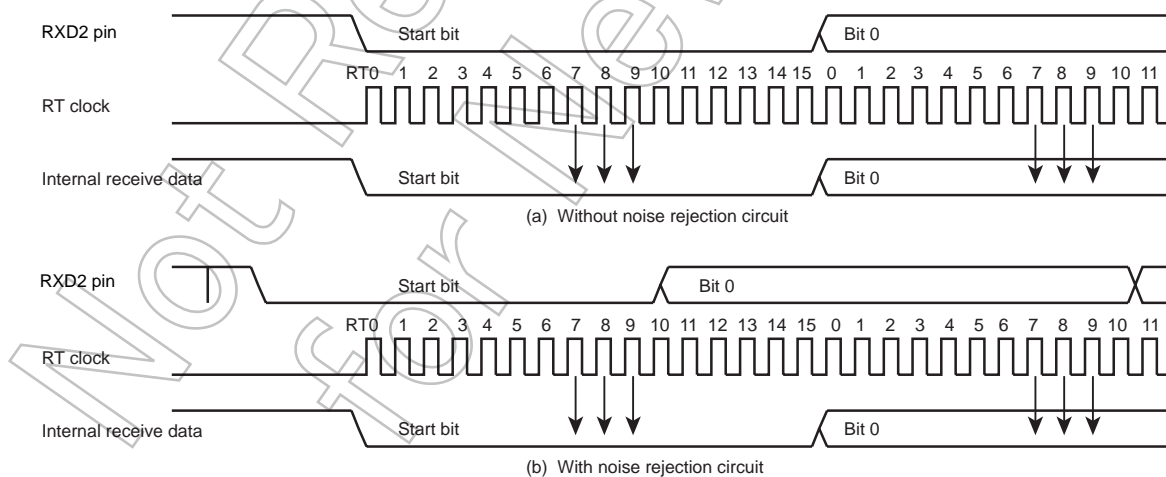 RXD2 pin Start bit Bit 0
RT0 1 2 3 4 5 6 7 8 9 10 11 12 13 14 15 0 1 2 3 4 5 6 7 8 9 10 11
RT clock
Internal receive data Start bit Bit 0
(a) Without noise rejection circuit
RXD2 pin Start bit Bit 0
RT0 1 2 3 4 5 6 7 8 9 10 11 12 13 14 15 0 1 2 3 4 5 6 7 8 9 10 11
RT clock
Internal receive data Start bit Bit 0
(b) With noise rejection circuit
Not Re
for New